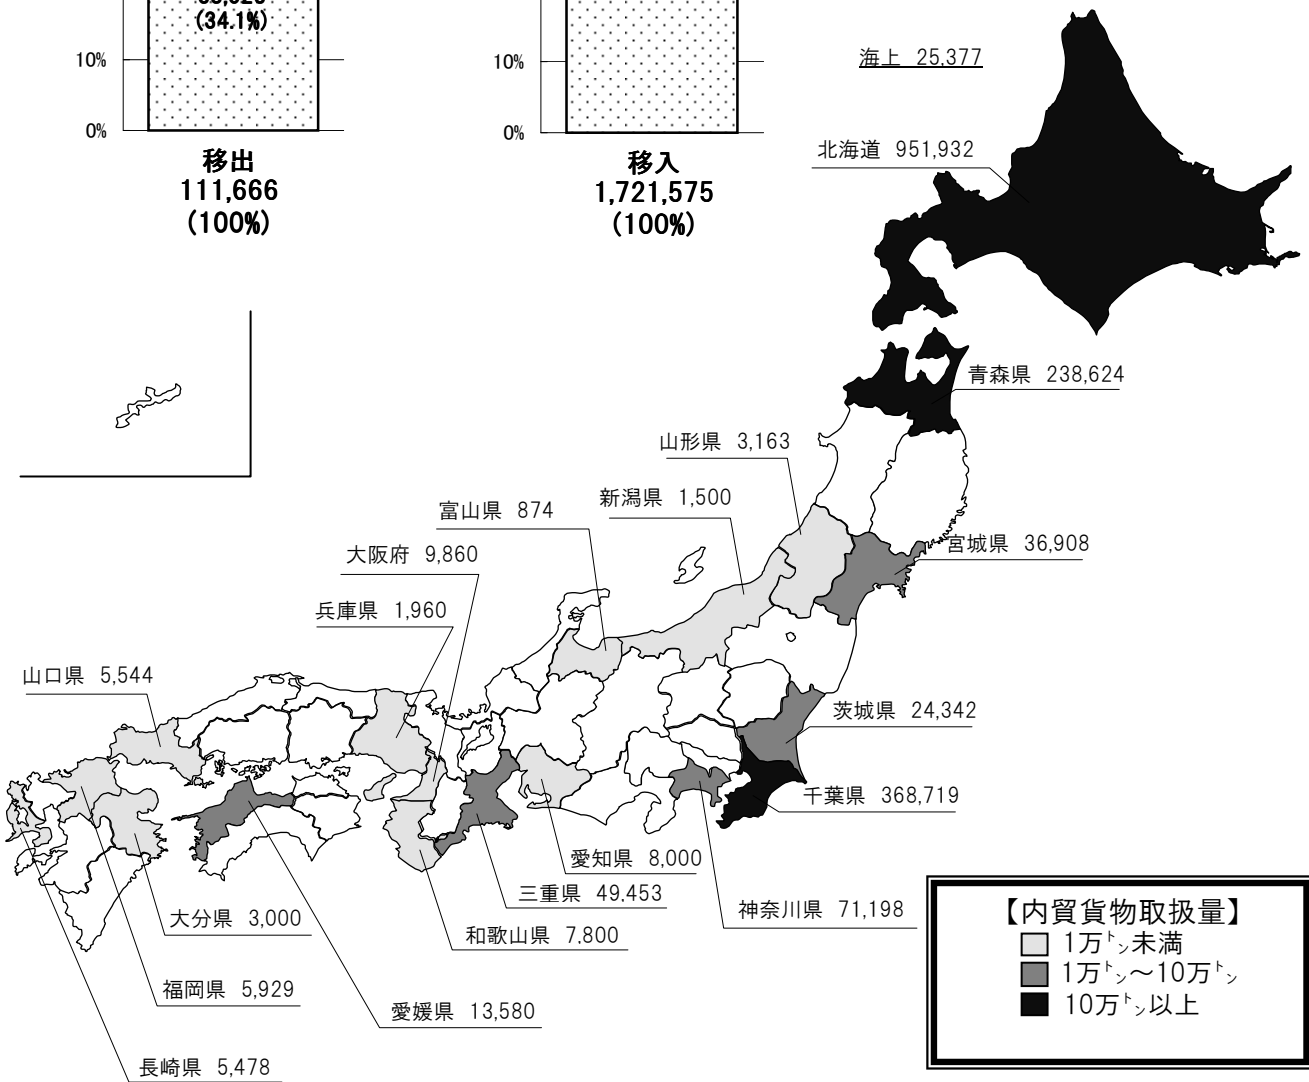 (34.1%)
10%
0%
移出
111,666
(100%)
10%
0%
移入
1,721,575
(100%)
海上 25,377
北海道 951,932
青森県 238,624
山形県 3,163
新潟県 1,500
富山県 874
大阪府 9,860
兵庫県 1,960
宮城県 36,908
山口県 5,544
茨城県 24,342
千葉県 368,719
愛知県 8,000
三重県 49,453
神奈川県 71,198
大分県 3,000
和歌山県 7,800
福岡県 5,929
愛媛県 13,580
長崎県 5,478
【内貿貨物取扱量】
1万㌧未満
1万㌧~10万㌧
10万㌧以上